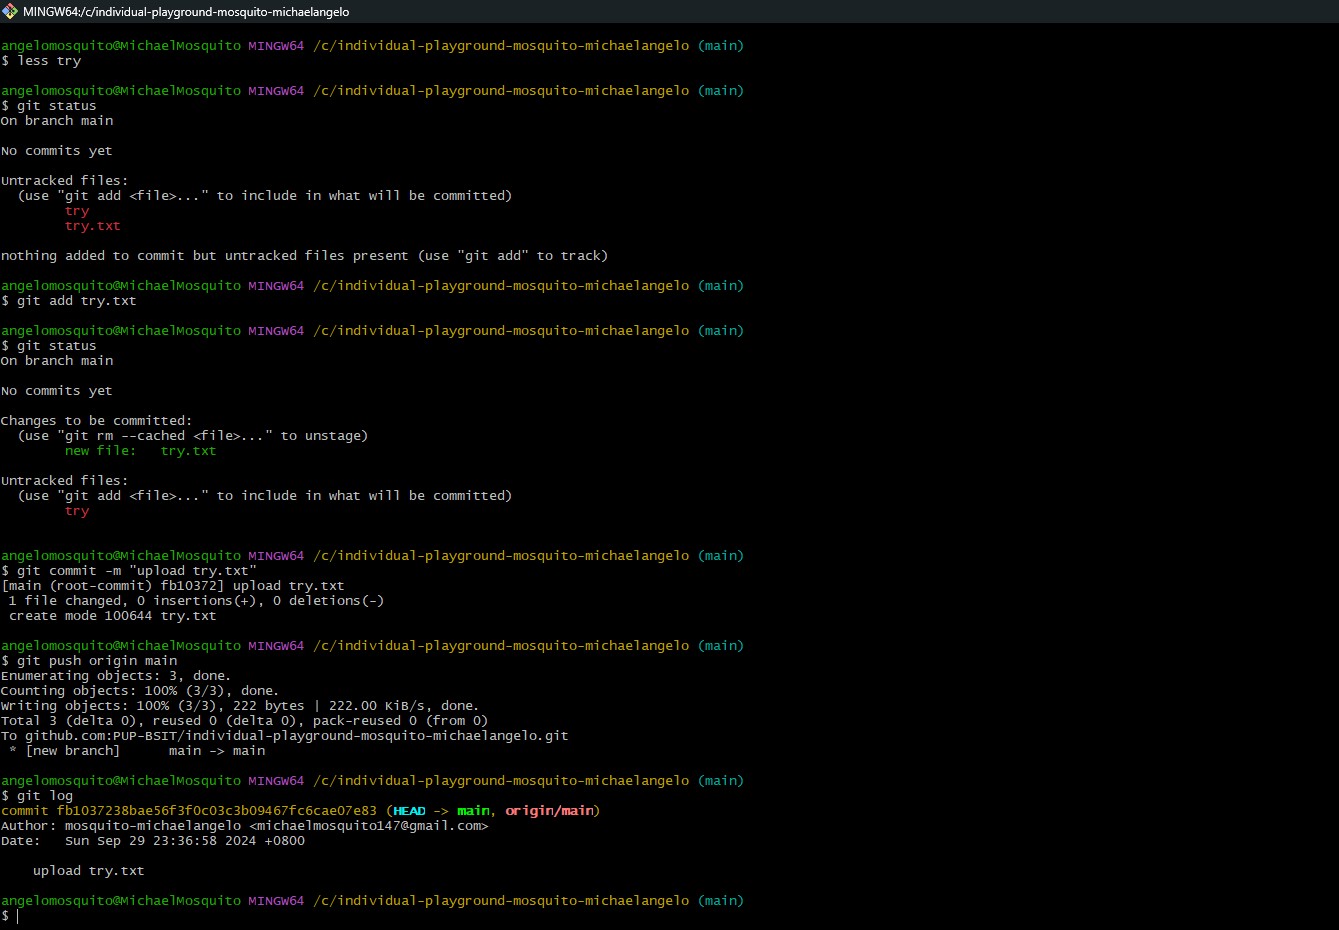 MINGW64:/c/individual-playground-mosquito-michaelangelo
angelomosquito@MichaelMosquito MINGW64 /c/individual-playground-mosquito-michaelangelo (main)
$ less try
angelomosquito@MichaelMosquito MINGW64 /c/individual-playground-mosquito-michaelangelo (main)
$ git status
On branch main
No commits yet
Untracked files:
  (use "git add <file>..." to include in what will be committed)
        try
        try.txt
nothing added to commit but untracked files present (use "git add" to track)
angelomosquito@MichaelMosquito MINGW64 /c/individual-playground-mosquito-michaelangelo (main)
$ git add try.txt
angelomosquito@MichaelMosquito MINGW64 /c/individual-playground-mosquito-michaelangelo (main)
$ git status
On branch main
No commits yet
Changes to be committed:
  (use "git rm --cached <file>..." to unstage)
        new file:   try.txt
Untracked files:
  (use "git add <file>..." to include in what will be committed)
        try
angelomosquito@MichaelMosquito MINGW64 /c/individual-playground-mosquito-michaelangelo (main)
$ git commit -m "upload try.txt"
[main (root-commit) fb10372] upload try.txt
 1 file changed, 0 insertions(+), 0 deletions(-)
 create mode 100644 try.txt
angelomosquito@MichaelMosquito MINGW64 /c/individual-playground-mosquito-michaelangelo (main)
$ git push origin main
Enumerating objects: 3, done.
Counting objects: 100% (3/3), done.
Writing objects: 100% (3/3), 222 bytes | 222.00 KiB/s, done.
Total 3 (delta 0), reused 0 (delta 0), pack-reused 0 (from 0)
To github.com:PUP-BSIT/individual-playground-mosquito-michaelangelo.git
 * [new branch]      main -> main
angelomosquito@MichaelMosquito MINGW64 /c/individual-playground-mosquito-michaelangelo (main)
$ git log
commit fb1037238bae56f3f0c03c3b09467fc6cae07e83 (HEAD -> main, origin/main)
Author: mosquito-michaelangelo <michaelmosquito147@gmail.com>
Date:   Sun Sep 29 23:36:58 2024 +0800
    upload try.txt
angelomosquito@MichaelMosquito MINGW64 /c/individual-playground-mosquito-michaelangelo (main)
$